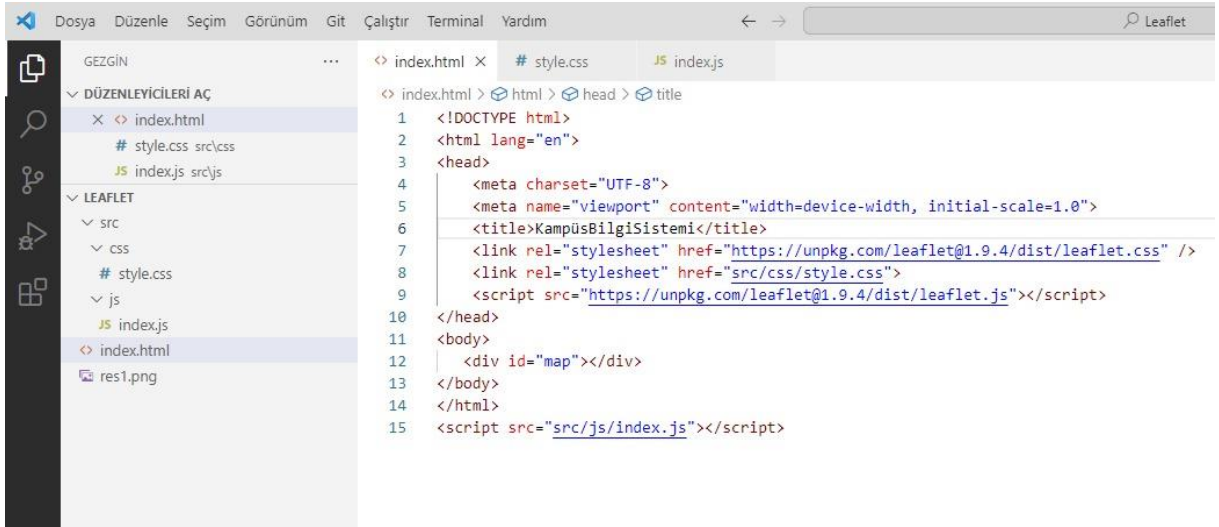 Dosya Düzenle Seçim Görünüm Git Çalıştır Terminal Yardım
Leaflet
GEZGİN
index.html
# style.css
JS index.js
DÜZENLEYİCİLERİ AÇ
index.html
# style.css src\css
JS index.js src\js
LEAFLET
src
css
# style.css
js
JS index.js
index.html
res1.png
index.html > html > head > title
1 <!DOCTYPE html>
2 <html lang="en">
3 <head>
4 <meta charset="UTF-8">
5 <meta name="viewport" content="width=device-width, initial-scale=1.0">
6 <title>KampüsBilgiSistemi</title>
7 <link rel="stylesheet" href="https://unpkg.com/leaflet@1.9.4/dist/leaflet.css" />
8 <link rel="stylesheet" href="src/css/style.css">
9 <script src="https://unpkg.com/leaflet@1.9.4/dist/leaflet.js"></script>
10 </head>
11 <body>
12 <div id="map"></div>
13 </body>
14 </html>
15 <script src="src/js/index.js"></script>